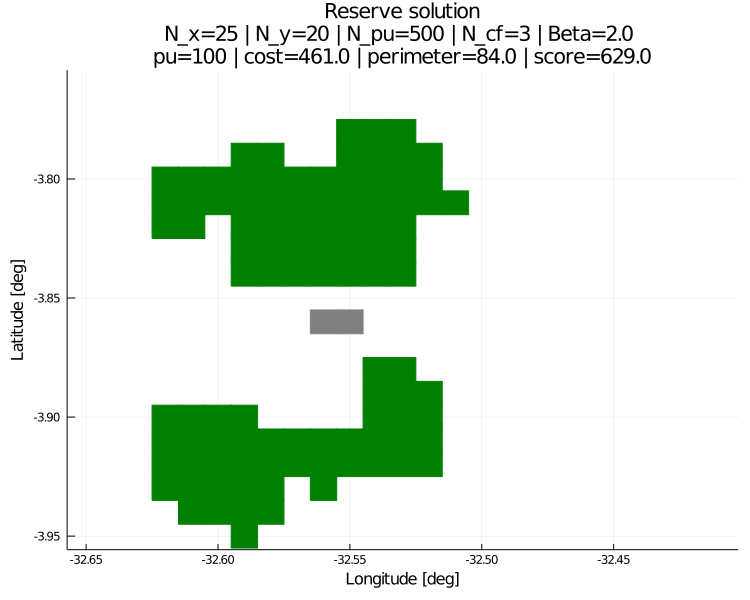 Reserve solution
N_x=25 | N_y=20 | N_pu=500 | N_cf=3 | Beta=2.0
pu=100 | cost=461.0 | perimeter=84.0 | score=629.0
-3.80
-3.85
-3.90
-3.95
Latitude [deg]
-32.65 -32.60 -32.55 -32.50 -32.45
Longitude [deg]